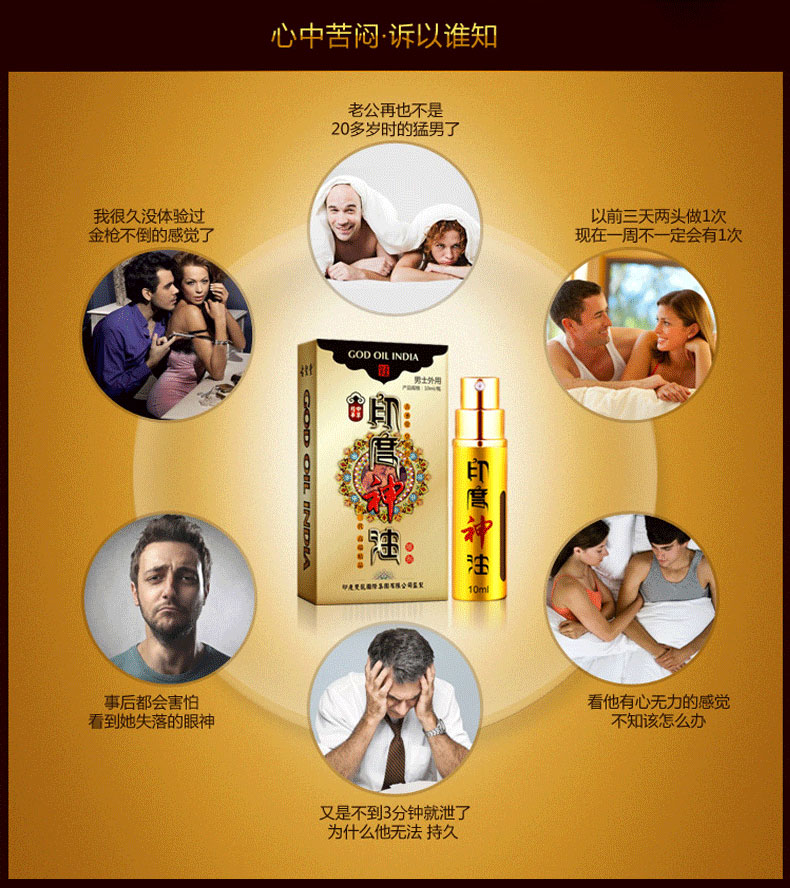 心中苦闷·诉以谁知
老公再也不是
20多岁时的猛男了
我很久没体验过
金枪不倒的感觉了
以前三天两头做1次
现在一周不一定会有1次
GOD OIL INDIA
男士外用
产品规格:10ml/瓶
GOD OIL INDIA
印度神油
印度神油
10ml
事后都会害怕
看到她失落的眼神
看他有心无力的感觉
不知该怎么办
又是不到3分钟就泄了
为什么他无法 持久